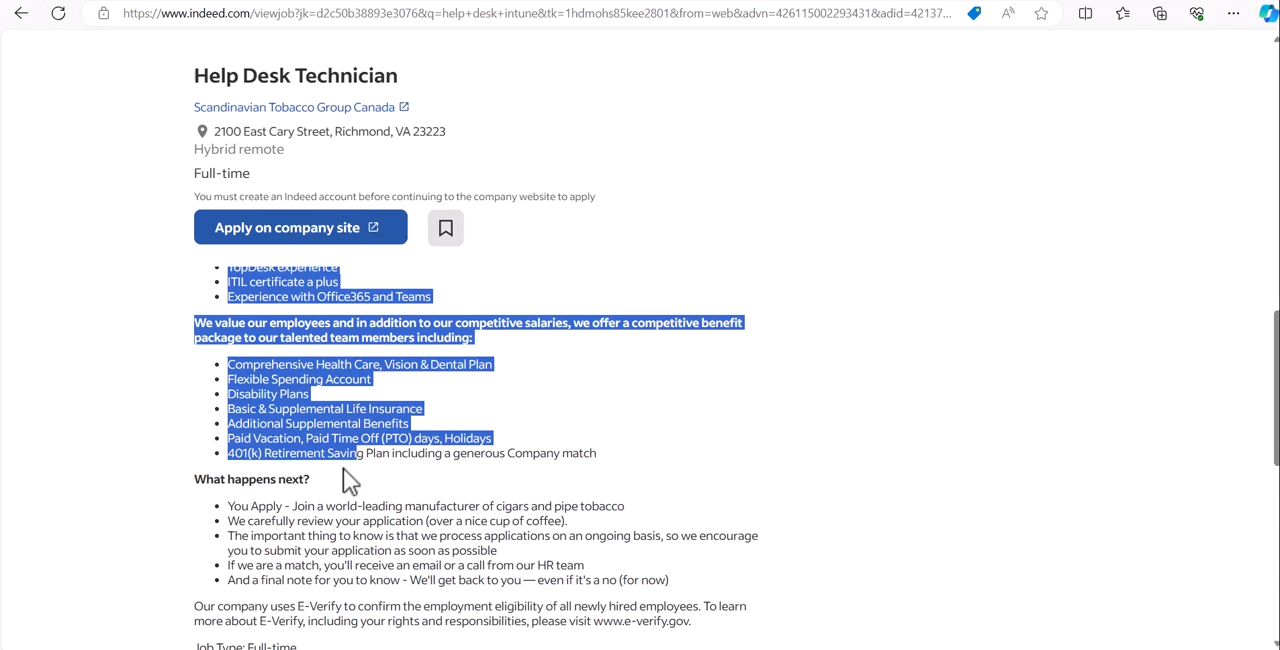 https://www.indeed.com/viewjob?jk=d2c50b38893e3076&q=help+desk+intune&tk=1hdmohs85kee2801&from=web&advn=426115002293431&adid=42137...
Help Desk Technician
Scandinavian Tobacco Group Canada
2100 East Cary Street, Richmond, VA 23223
Hybrid remote
Full-time
You must create an Indeed account before continuing to the company website to apply
Apply on company site
TopDesk experience
ITIL certificate a plus
Experience with Office365 and Teams
We value our employees and in addition to our competitive salaries, we offer a competitive benefit
package to our talented team members including:
Comprehensive Health Care, Vision & Dental Plan
Flexible Spending Account
Disability Plans
Basic & Supplemental Life Insurance
Additional Supplemental Benefits
Paid Vacation, Paid Time Off (PTO) days, Holidays
401(k) Retirement Saving Plan including a generous Company match
What happens next?
You Apply - Join a world-leading manufacturer of cigars and pipe tobacco
We carefully review your application (over a nice cup of coffee).
The important thing to know is that we process applications on an ongoing basis, so we encourage
you to submit your application as soon as possible
If we are a match, you'll receive an email or a call from our HR team
And a final note for you to know - We'll get back to you — even if it's a no (for now)
Our company uses E-Verify to confirm the employment eligibility of all newly hired employees. To learn
more about E-Verify, including your rights and responsibilities, please visit www.e-verify.gov.
Job Type: Full-time